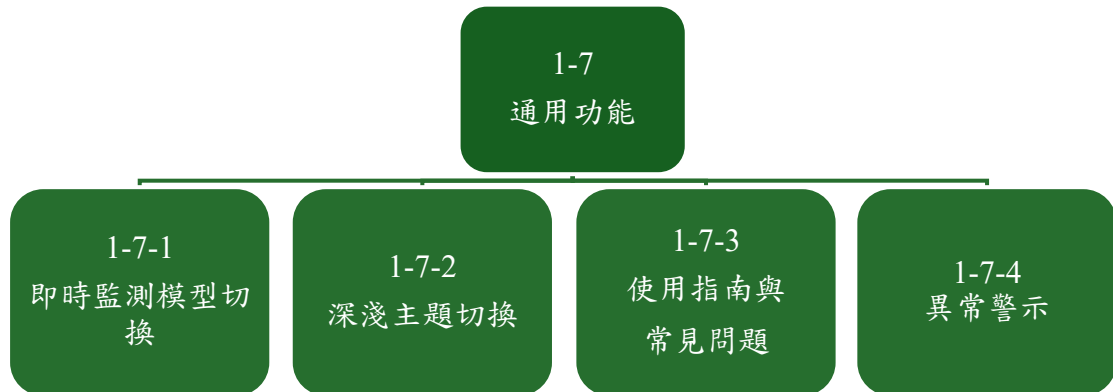 1-7
通用功能
1-7-1
即時監測模型切
換
1-7-2
深淺主題切換
1-7-3
使用指南與
常見問題
1-7-4
異常警示